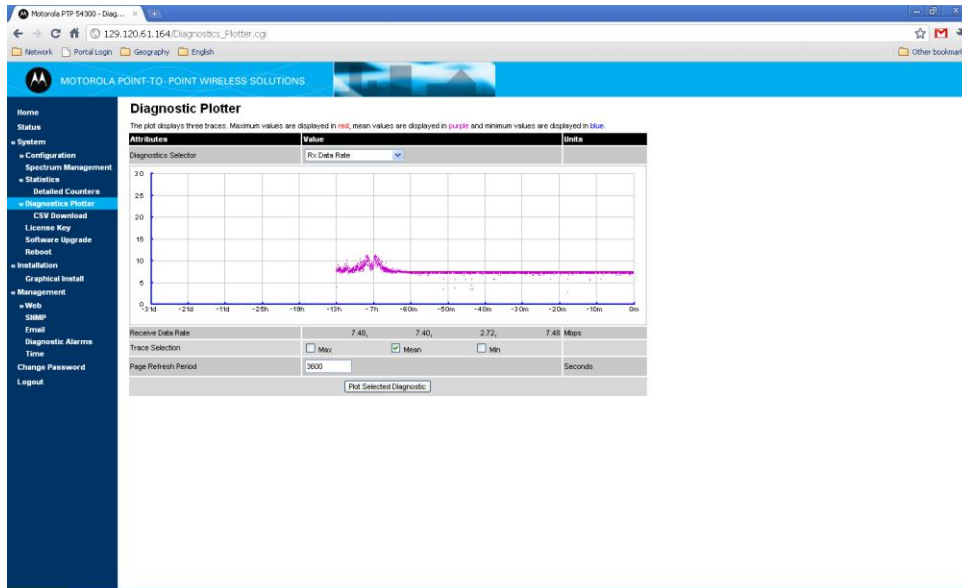 Motorola PTP 54300 - Diag...
129.120.61.164/Diagnostics_Plotter.cgi
Network Portal Login Geography English Other bookmark
MOTOROLA POINT-TO-POINT WIRELESS SOLUTIONS
Home
Status
System
Configuration
Spectrum Management
Statistics
Detailed Counters
Diagnostics Plotter
CSV Download
License Key
Software Upgrade
Reboot
Installation
Graphical Install
Management
Web
SNMP
Email
Diagnostic Alarms
Time
Change Password
Logout
Diagnostic Plotter
The plot displays three traces. Maximum values are displayed in red, mean values are displayed in purple and minimum values are displayed in blue.
Attributes Value Units
Diagnostics Selector Rx Data Rate
30
25
20
15
10
5
0
-31d -21d -11d -25h -19h -13h -7h -60m -50m -40m -30m -20m -10m 0m
Receive Data Rate 7.48, 7.40, 2.72, 7.48 Mbps
Trace Selection Max Mean Min
Page Refresh Period 3600 Seconds
Plot Selected Diagnostic